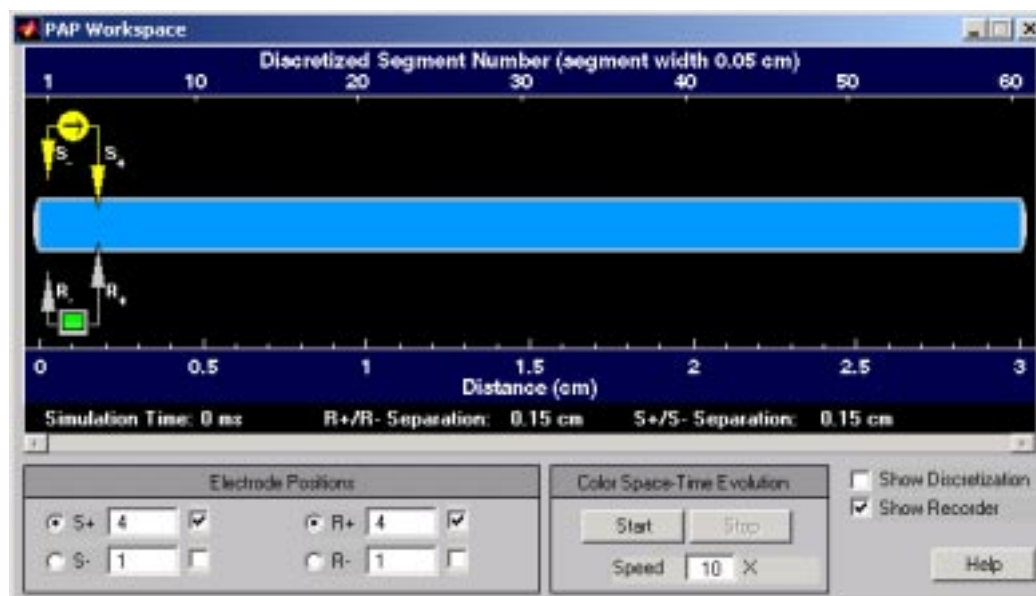 PAP Workspace
Discretized Segment Number (segment width 0.05 cm)
1 10 20 30 40 50 60
S- S+
R- R+
0 0.5 1 1.5 2 2.5 3
Distance (cm)
Simulation Time: 0 ms R+/R- Separation: 0.15 cm S+/S- Separation: 0.15 cm
Electrode Positions Color Space-Time Evolution Show Discretization
Show Recorder
S+ 4 R+ 4 Start Stop
S- 1 R- 1 Speed 10 X Help